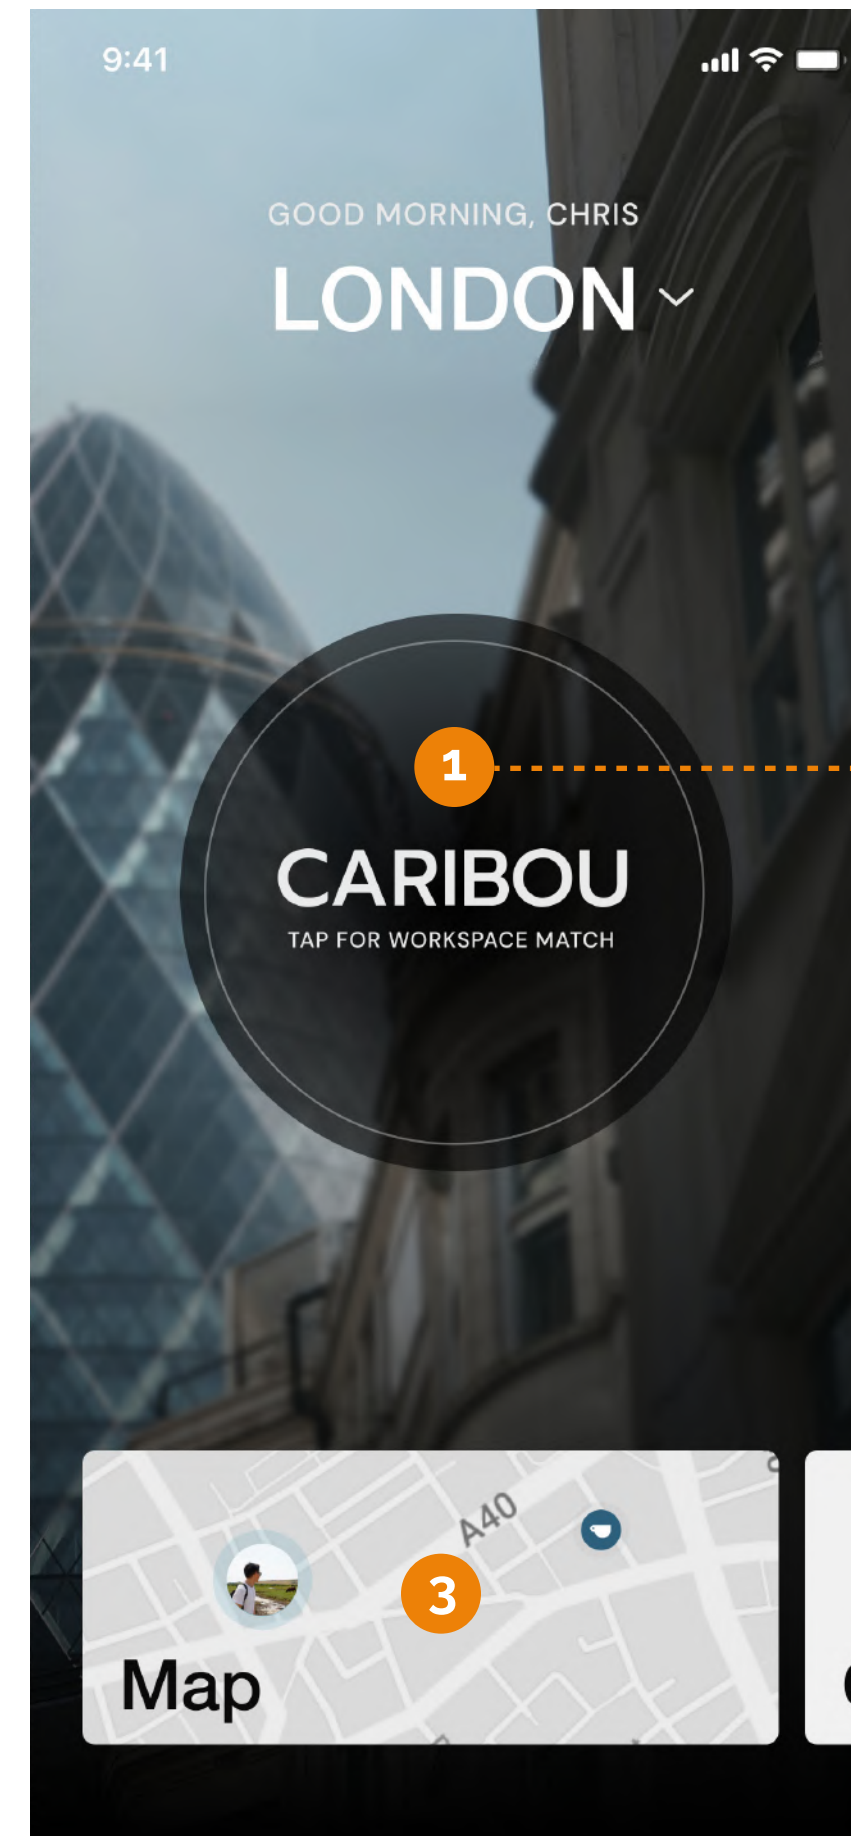 9:41
GOOD MORNING, CHRIS
LONDON
1
CARIBOU
TAP FOR WORKSPACE MATCH
A40
3
Map